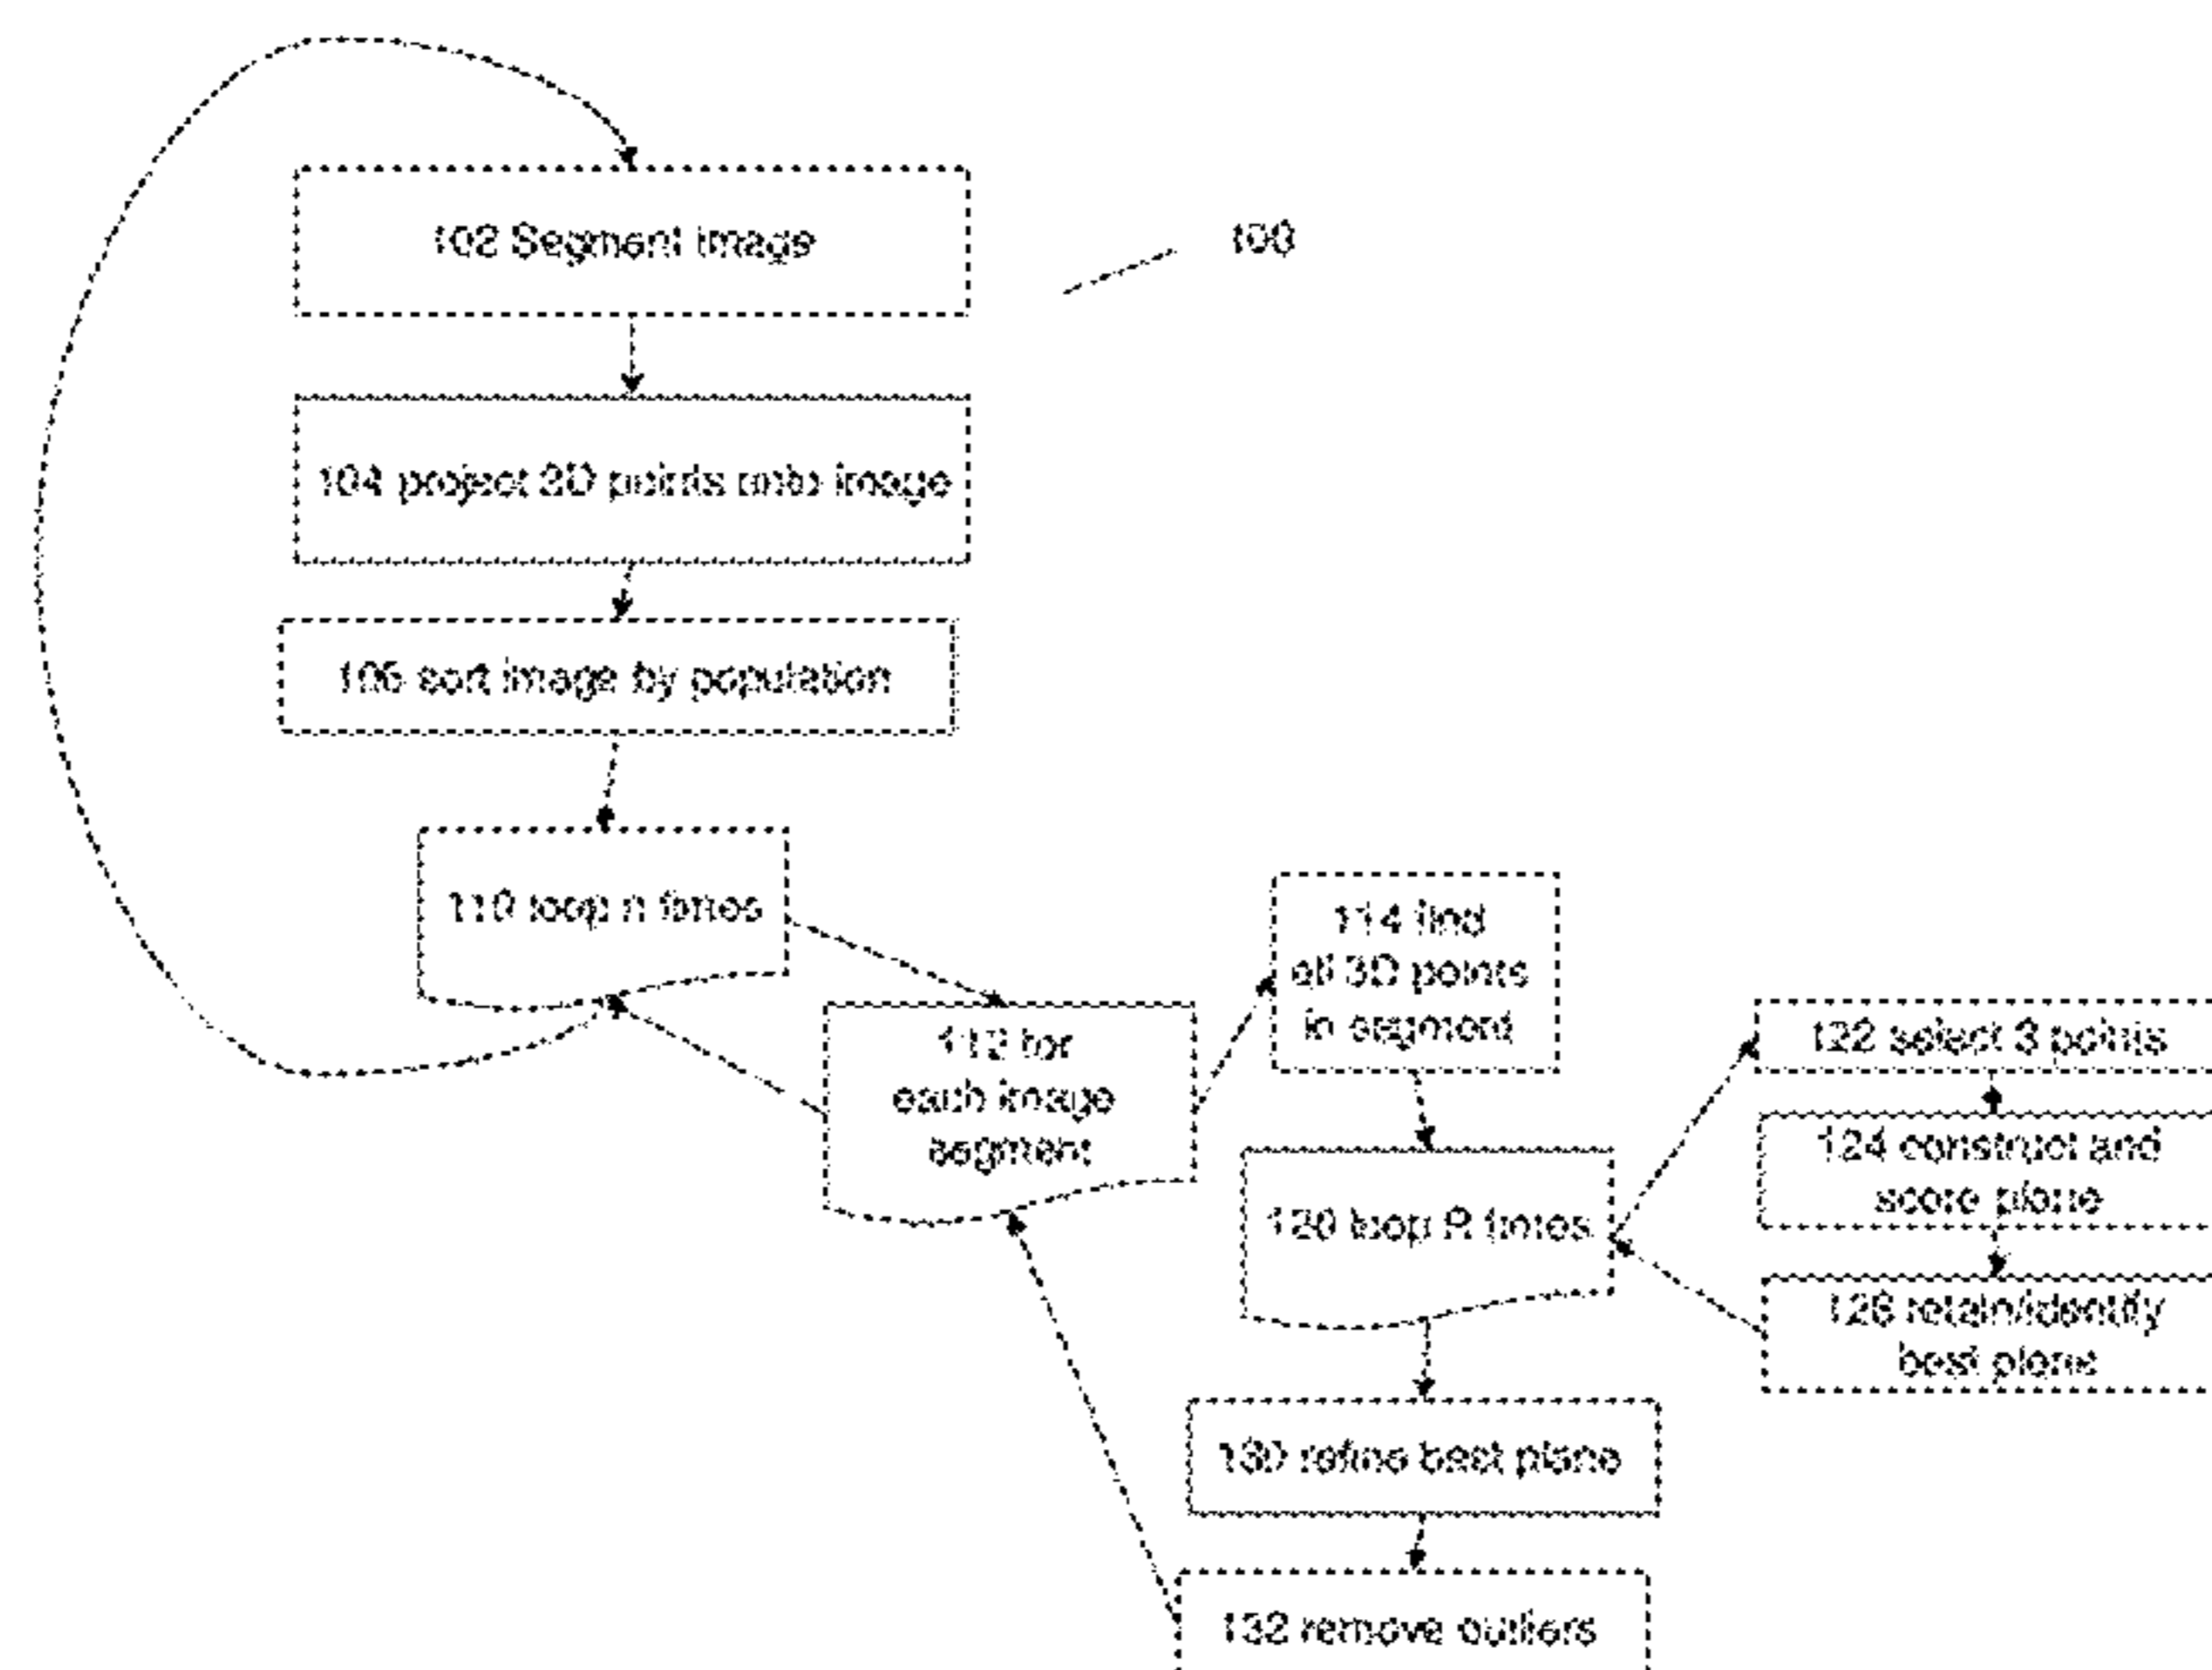 102 Segment image
100
104 project 3D points onto image
106 sort image by population
110 loop n times
112 for
each image
segment
114 find
all 3D points
in segment
120 loop R times
122 select 3 points
124 construct and
score plane
126 retain/identify
best plane
130 refine best plane
132 remove outliers